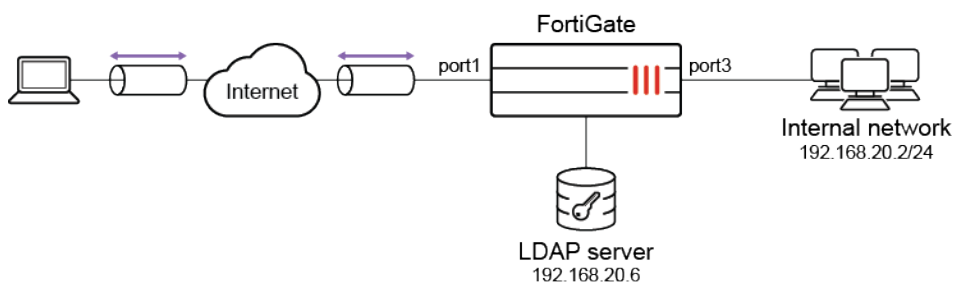 FortiGate
port1
port3
Internet
Internal network
192.168.20.2/24
LDAP server
192.168.20.6